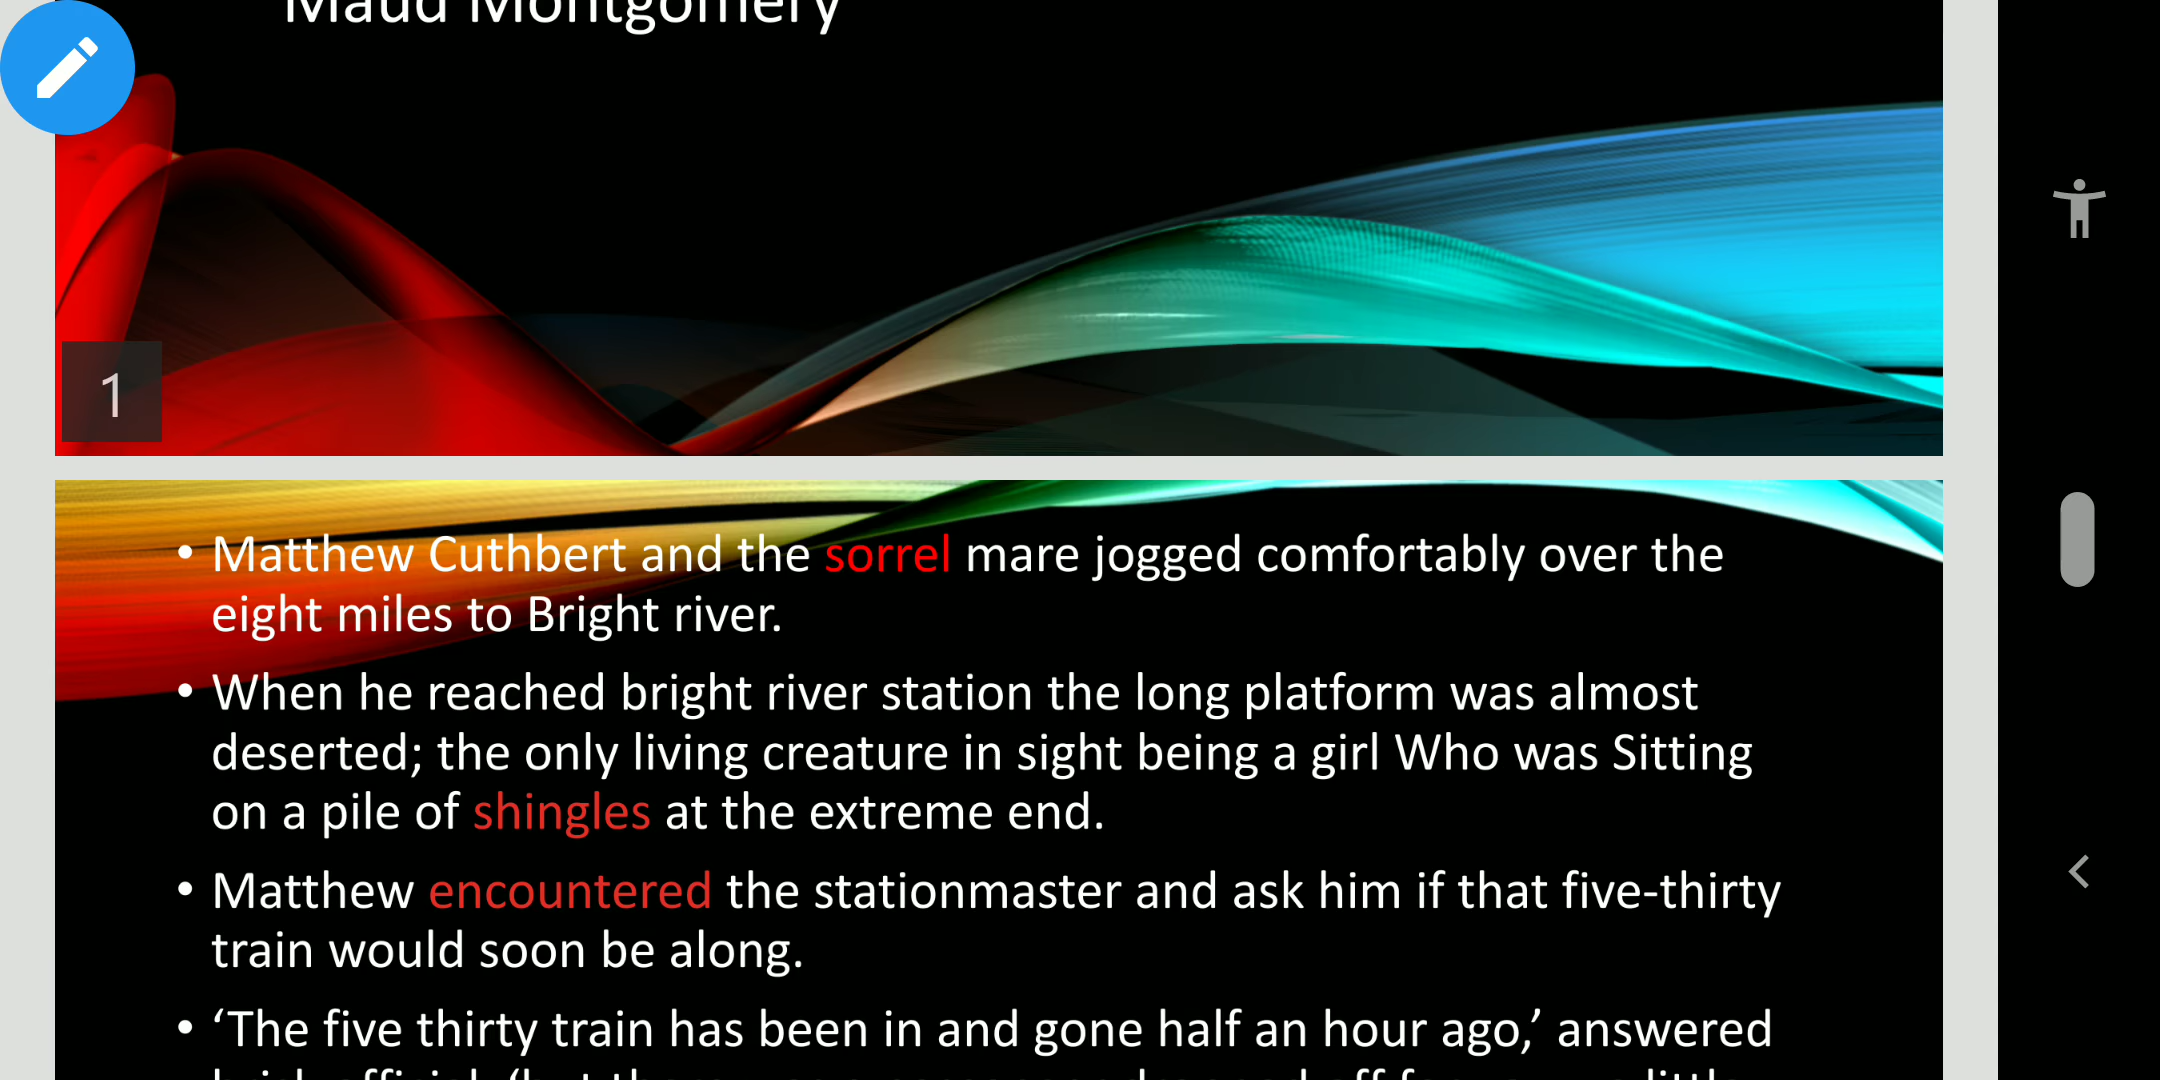 Maud Montgomery
1
• Matthew Cuthbert and the sorrel mare jogged comfortably over the
eight miles to Bright river.
• When he reached bright river station the long platform was almost
deserted; the only living creature in sight being a girl Who was Sitting
on a pile of shingles at the extreme end.
• Matthew encountered the stationmaster and ask him if that five-thirty
train would soon be along.
• ‘The five thirty train has been in and gone half an hour ago,’ answered